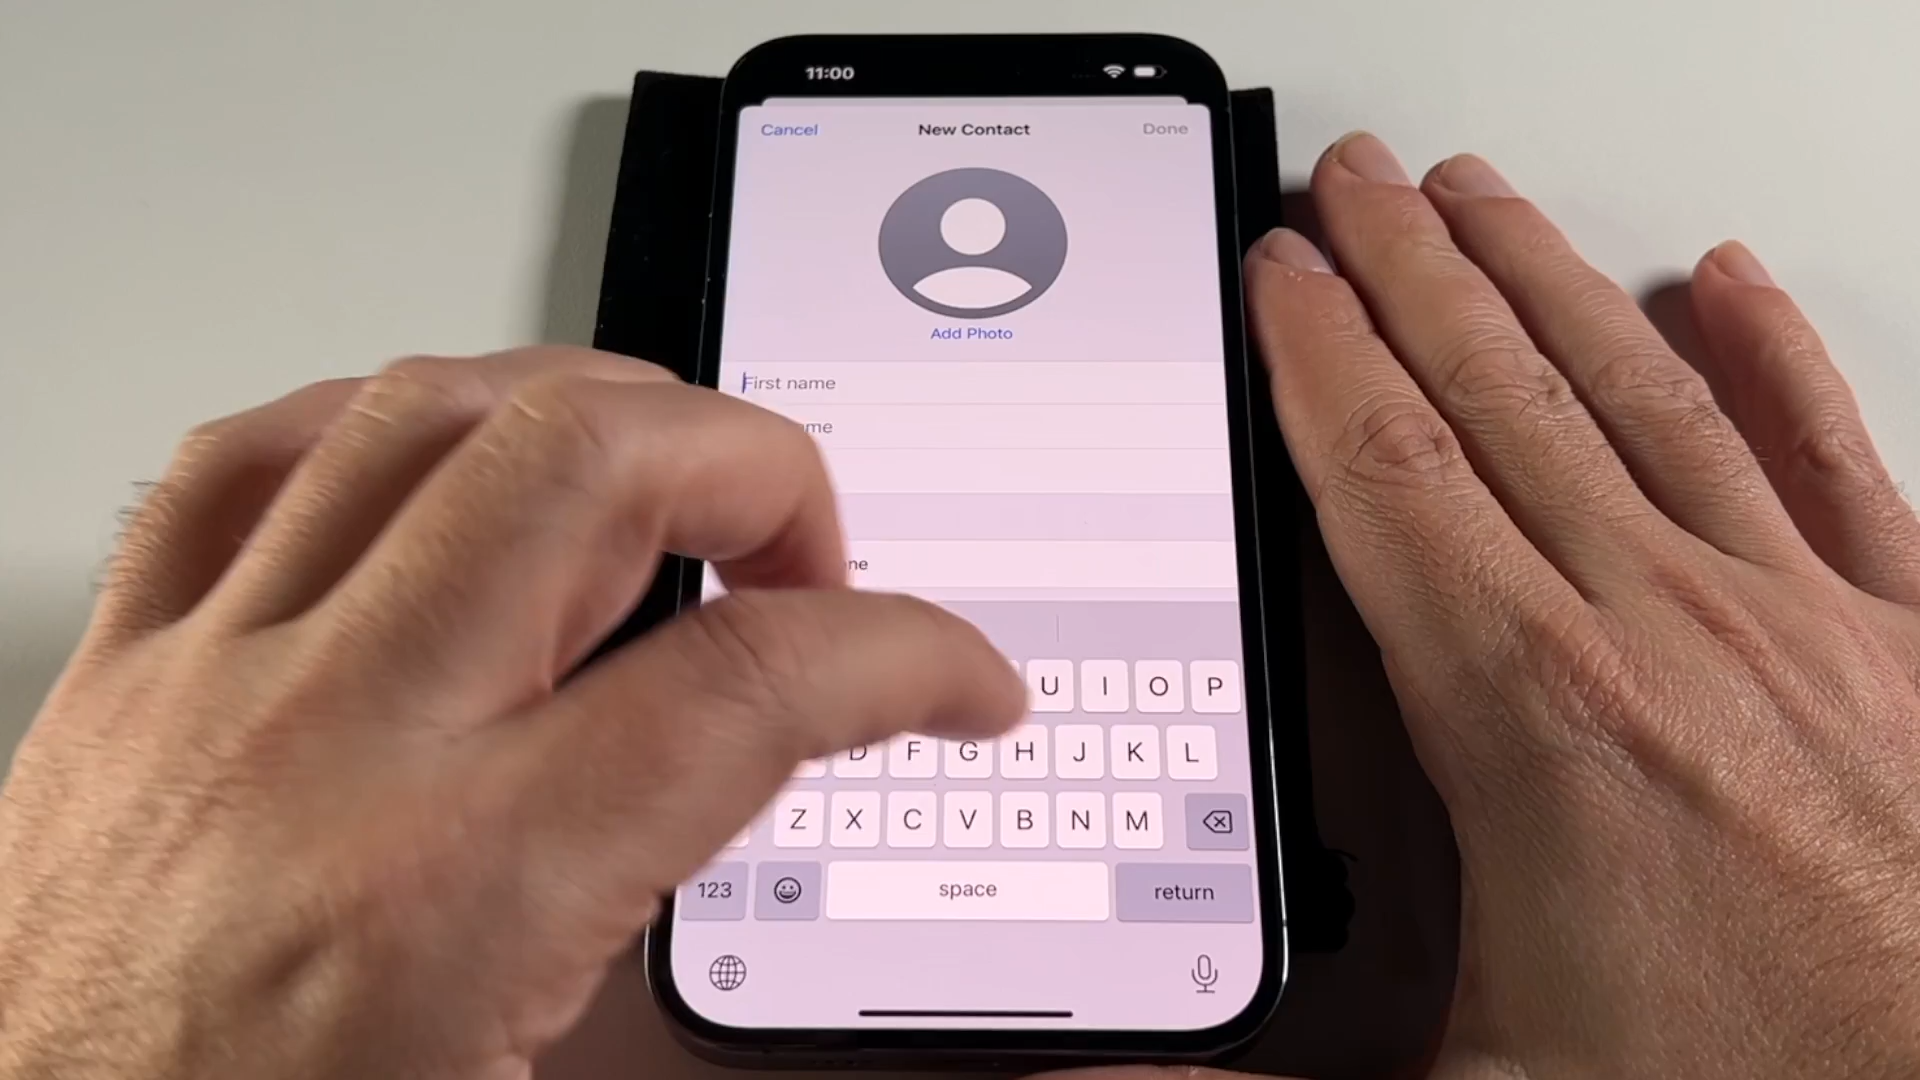 11:00
Cancel New Contact Done
Add Photo
First name
U I O P
D F G H J K L
Z X C V B N M
123 space return